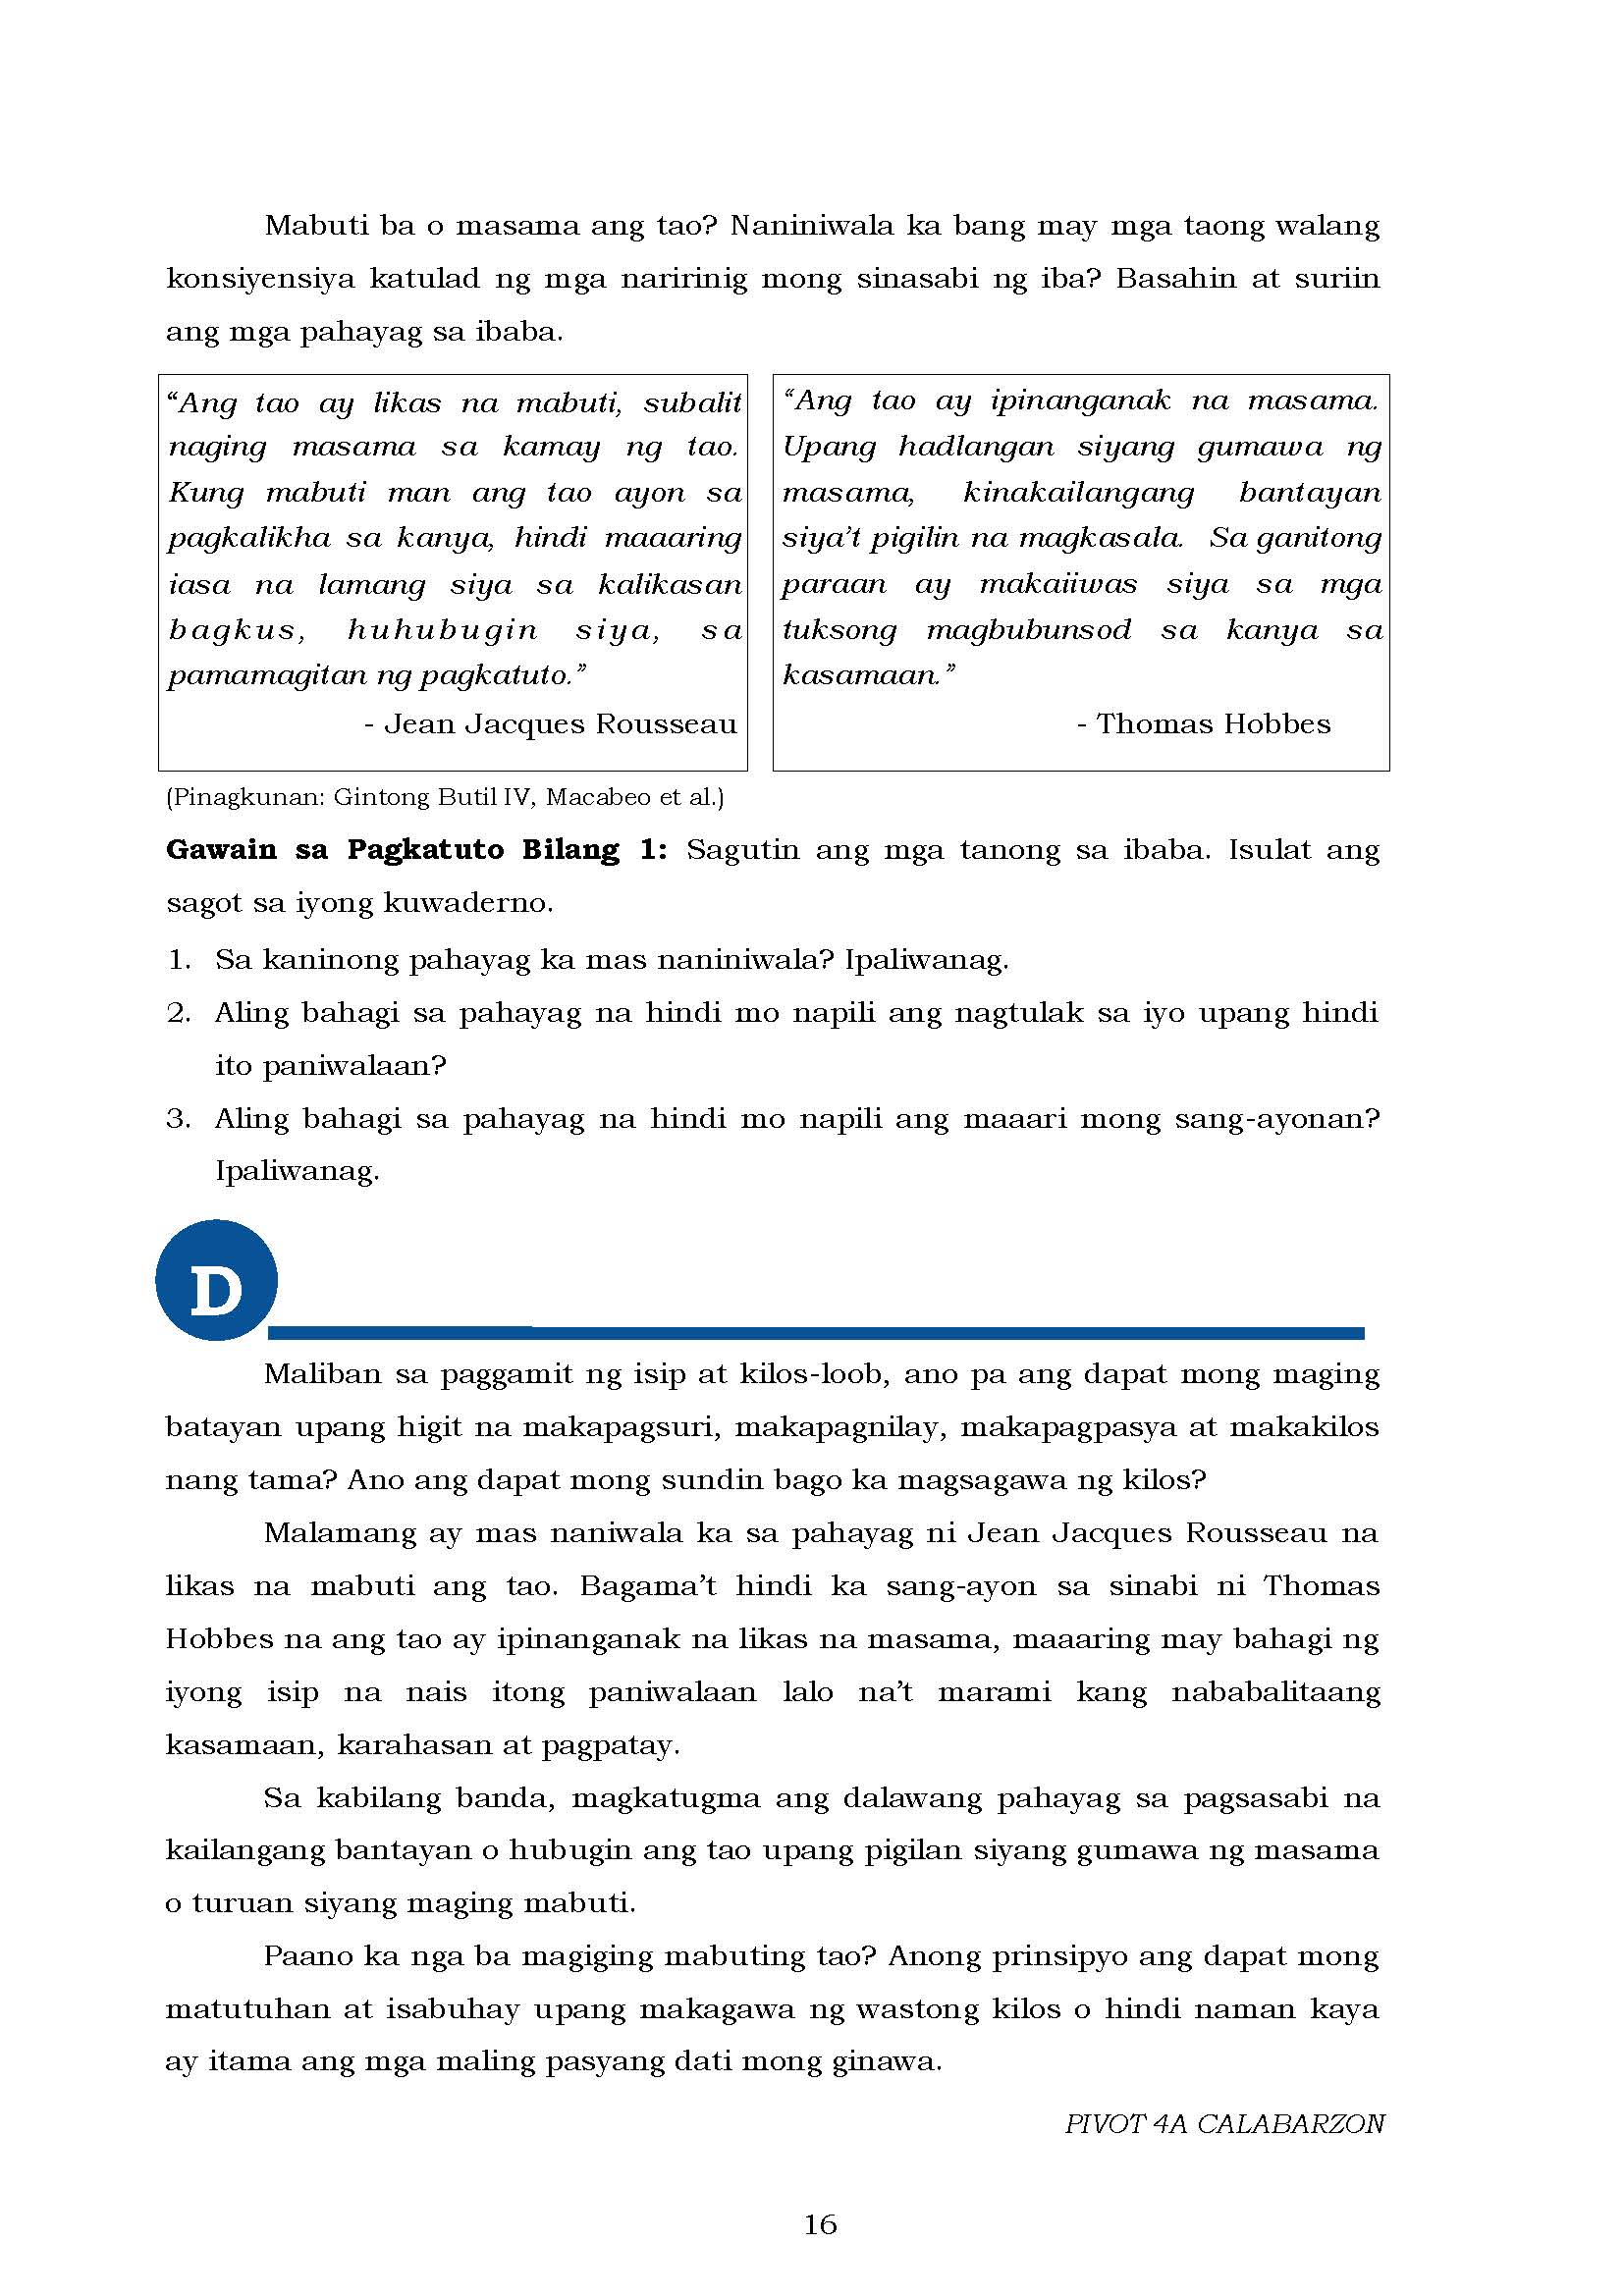 Mabuti ba o masama ang tao? Naniniwala ka bang may mga taong walang
konsiyensiya katulad ng mga naririnig mong sinasabi ng iba? Basahin at suriin
ang mga pahayag sa ibaba.
“Ang tao ay likas na mabuti, subalit
naging masama sa kamay ng tao.
Kung mabuti man ang tao ayon sa
pagkalikha sa kanya, hindi maaaring
iasa na lamang siya sa kalikasan
bagkus, huhubugin siya, sa
pamamagitan ng pagkatuto.”
- Jean Jacques Rousseau
“Ang tao ay ipinanganak na masama.
Upang hadlangan siyang gumawa ng
masama, kinakailangang bantayan
siya’t pigilin na magkasala. Sa ganitong
paraan ay makaiiwas siya sa mga
tuksong magbubunsod sa kanya sa
kasamaan.”
- Thomas Hobbes
(Pinagkunan: Gintong Butil IV, Macabeo et al.)
Gawain sa Pagkatuto Bilang 1: Sagutin ang mga tanong sa ibaba. Isulat ang
sagot sa iyong kuwaderno.
1. Sa kaninong pahayag ka mas naniniwala? Ipaliwanag.
2. Aling bahagi sa pahayag na hindi mo napili ang nagtulak sa iyo upang hindi
ito paniwalaan?
3. Aling bahagi sa pahayag na hindi mo napili ang maaari mong sang-ayonan?
Ipaliwanag.
D
Maliban sa paggamit ng isip at kilos-loob, ano pa ang dapat mong maging
batayan upang higit na makapagsuri, makapagnilay, makapagpasya at makakilos
nang tama? Ano ang dapat mong sundin bago ka magsagawa ng kilos?
Malamang ay mas naniwala ka sa pahayag ni Jean Jacques Rousseau na
likas na mabuti ang tao. Bagama’t hindi ka sang-ayon sa sinabi ni Thomas
Hobbes na ang tao ay ipinanganak na likas na masama, maaaring may bahagi ng
iyong isip na nais itong paniwalaan lalo na’t marami kang nababalitaang
kasamaan, karahasan at pagpatay.
Sa kabilang banda, magkatugma ang dalawang pahayag sa pagsasabi na
kailangang bantayan o hubugin ang tao upang pigilan siyang gumawa ng masama
o turuan siyang maging mabuti.
Paano ka nga ba magiging mabuting tao? Anong prinsipyo ang dapat mong
matutuhan at isabuhay upang makagawa ng wastong kilos o hindi naman kaya
ay itama ang mga maling pasyang dati mong ginawa.
PIVOT 4A CALABARZON
16